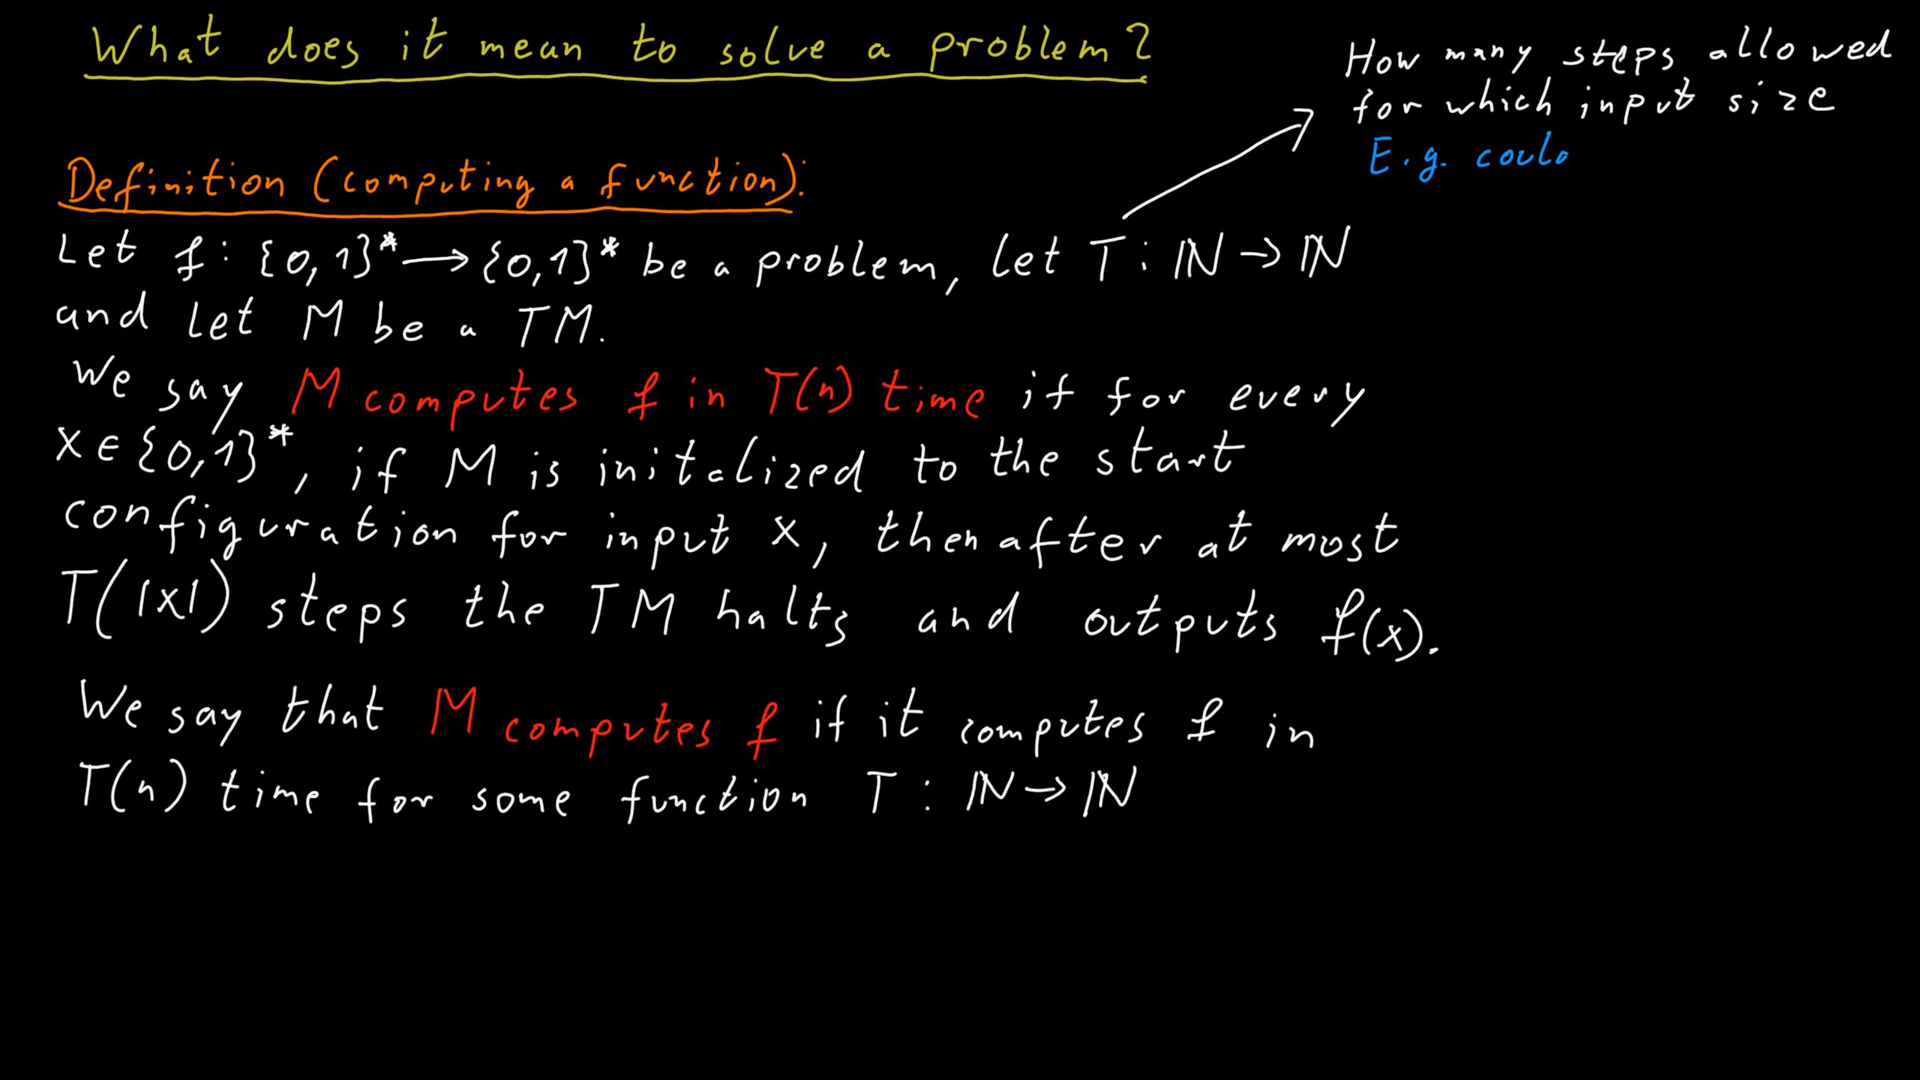 What does it mean to solve a problem?
How many steps allowed
for which input size
E.g. could
Definition (computing a function):
Let f: {0,1}* → {0,1}* be a problem, let T: ℕ → ℕ
and let M be a TM.
We say M computes f in T(n) time if for every
x ∈ {0,1}*, if M is initalized to the start
configuration for input x, then after at most
T(|x|) steps the TM halts and outputs f(x).
We say that M computes f if it computes f in
T(n) time for some function T: ℕ → ℕ